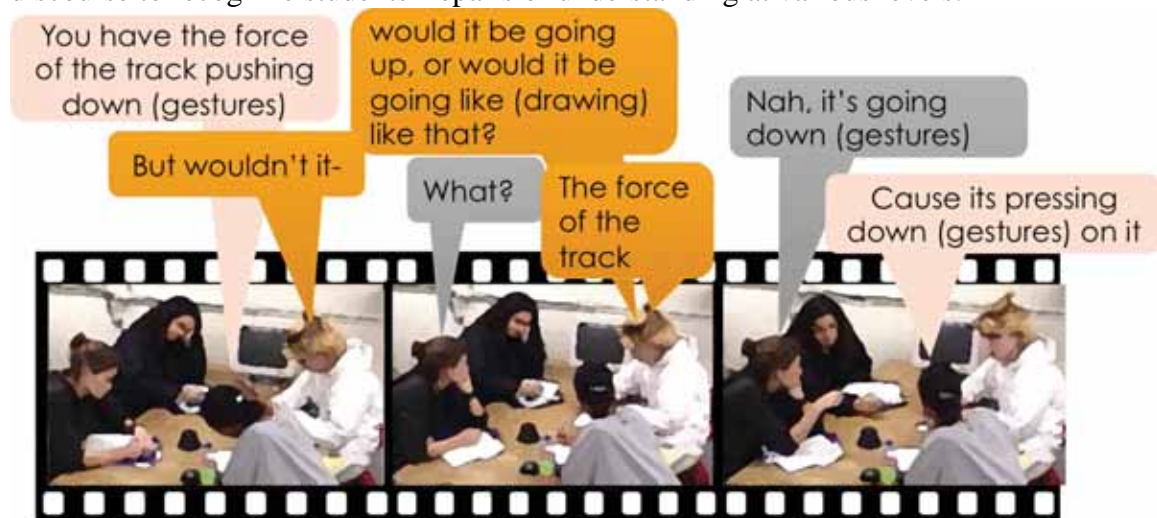 You have the force
of the track pushing
down (gestures)
But wouldn't it-
would it be going
up, or would it be
going like (drawing)
like that?
What?
The force
of the
track
Nah, it's going
down (gestures)
Cause its pressing
down (gestures) on it